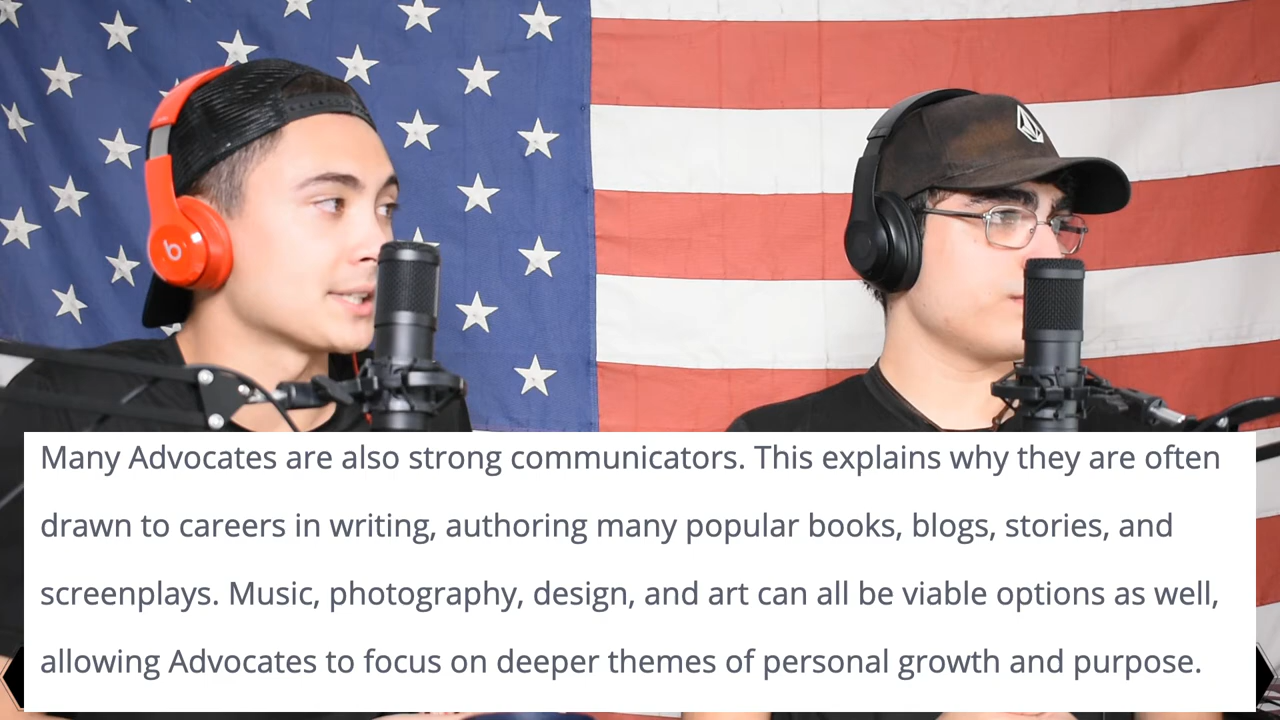 b
Many Advocates are also strong communicators. This explains why they are often
drawn to careers in writing, authoring many popular books, blogs, stories, and
screenplays. Music, photography, design, and art can all be viable options as well,
allowing Advocates to focus on deeper themes of personal growth and purpose.